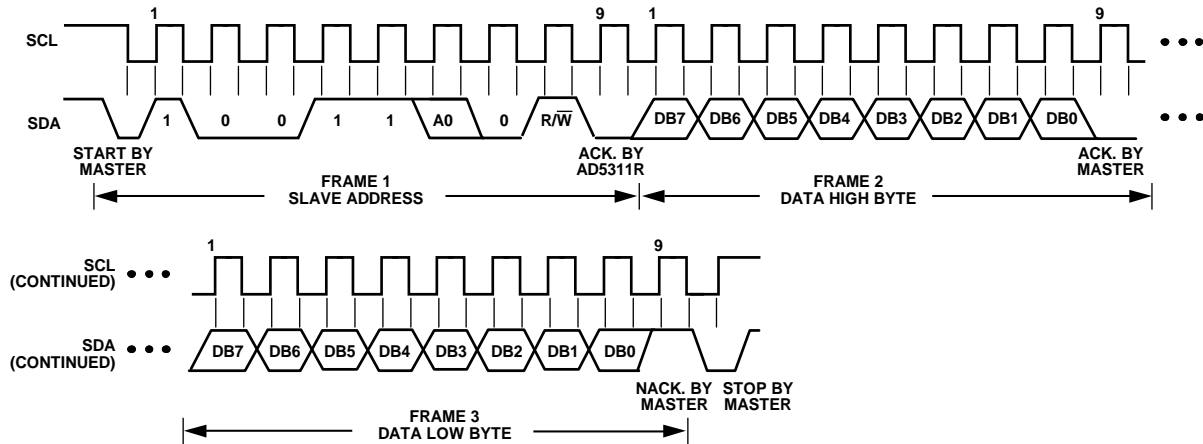 1 9 1 9
SCL
SDA
1 0 0 1 1 A0 0 R/W̅ DB7 DB6 DB5 DB4 DB3 DB2 DB1 DB0
START BY
MASTER
ACK. BY
AD5311R
ACK. BY
MASTER
FRAME 1
SLAVE ADDRESS
FRAME 2
DATA HIGH BYTE
1 9
SCL
(CONTINUED)
SDA
(CONTINUED)
DB7 DB6 DB5 DB4 DB3 DB2 DB1 DB0
NACK. BY
MASTER
STOP BY
MASTER
FRAME 3
DATA LOW BYTE